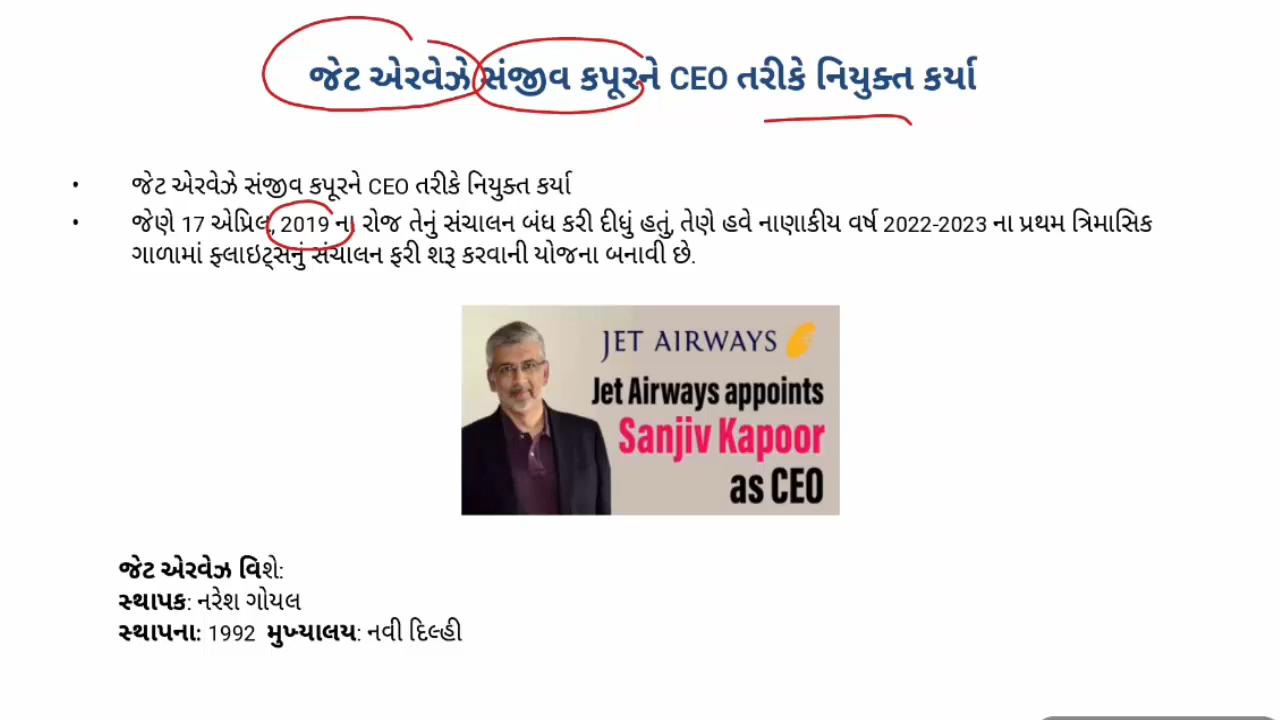 જેટ એરવેઝે સંજીવ કપૂરને CEO તરીકે નિયુક્ત કર્યા
• જેટ એરવેઝે સંજીવ કપૂરને CEO તરીકે નિયુક્ત કર્યા
• જેણે 17 એપ્રિલ, 2019 ના રોજ તેનું સંચાલન બંધ કરી દીધું હતું, તેણે હવે નાણાકીય વર્ષ 2022-2023 ના પ્રથમ ત્રિમાસિક
ગાળામાં ફ્લાઇટ્સનું સંચાલન ફરી શરૂ કરવાની યોજના બનાવી છે.
JET AIRWAYS
Jet Airways appoints
Sanjiv Kapoor
as CEO
જેટ એરવેઝ વિશે:
સ્થાપક: નરેશ ગોયલ
સ્થાપના: 1992 મુખ્યાલય: નવી દિલ્હી